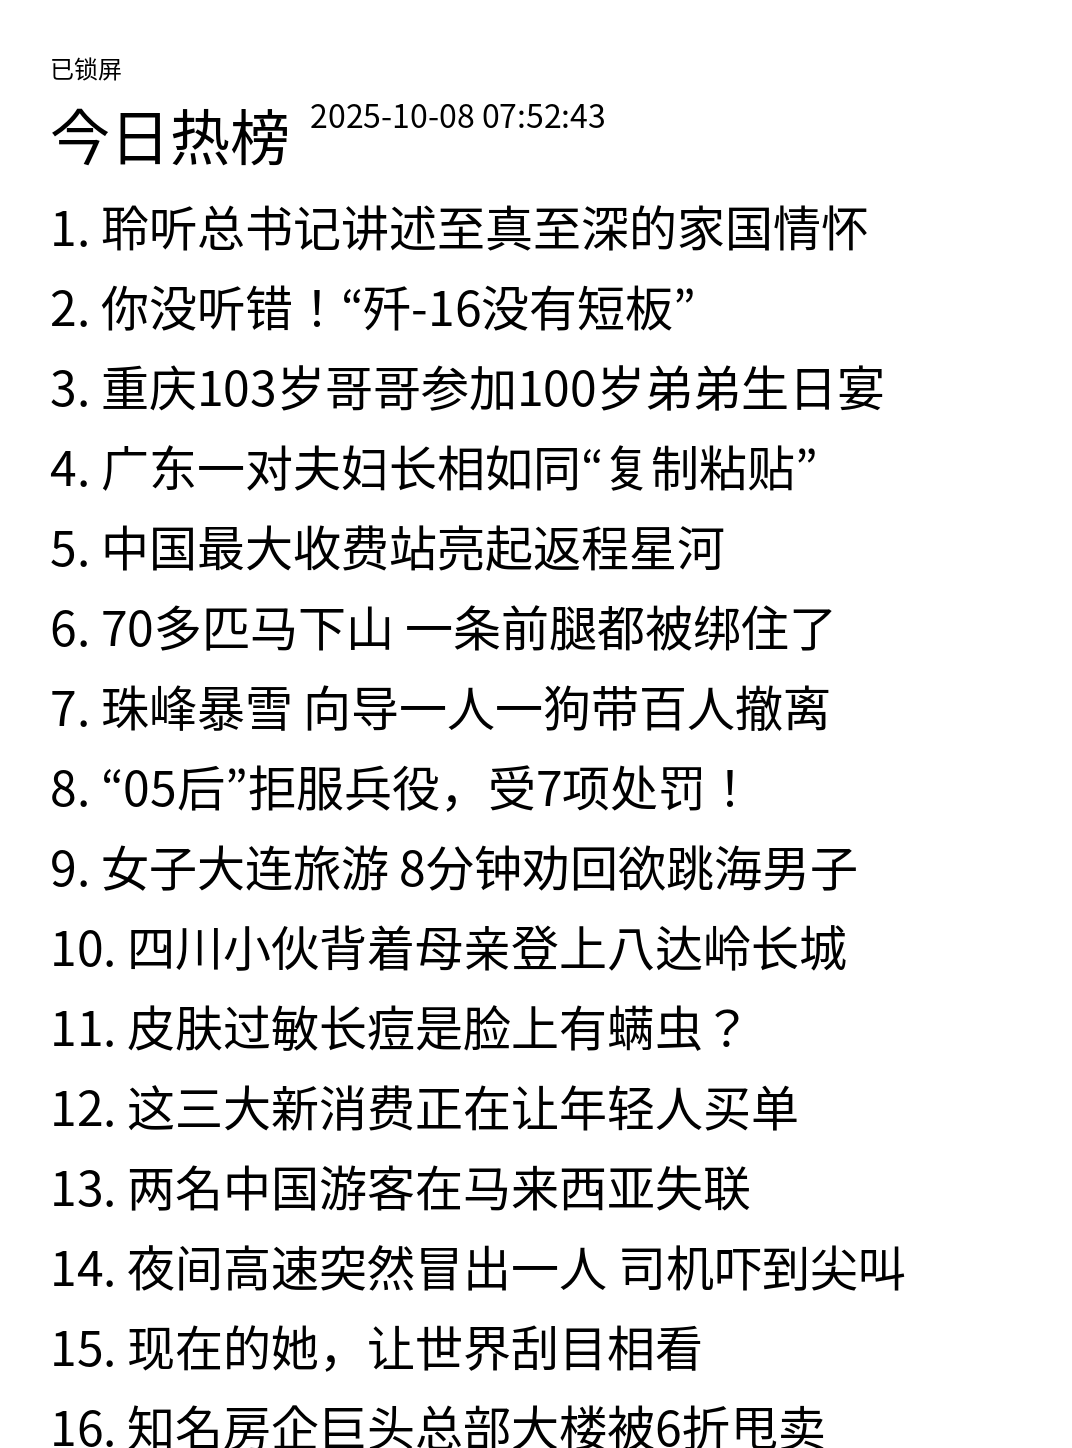 已锁屏
今日热榜 2025-10-08 07:52:43
1. 聆听总书记讲述至真至深的家国情怀
2. 你没听错！“歼-16没有短板”
3. 重庆103岁哥哥参加100岁弟弟生日宴
4. 广东一对夫妇长相如同“复制粘贴”
5. 中国最大收费站亮起返程星河
6. 70多匹马下山 一条前腿都被绑住了
7. 珠峰暴雪 向导一人一狗带百人撤离
8. “05后”拒服兵役，受7项处罚！
9. 女子大连旅游 8分钟劝回欲跳海男子
10. 四川小伙背着母亲登上八达岭长城
11. 皮肤过敏长痘是脸上有螨虫？
12. 这三大新消费正在让年轻人买单
13. 两名中国游客在马来西亚失联
14. 夜间高速突然冒出一人 司机吓到尖叫
15. 现在的她，让世界刮目相看
16. 知名房企巨头总部大楼被6折甩卖